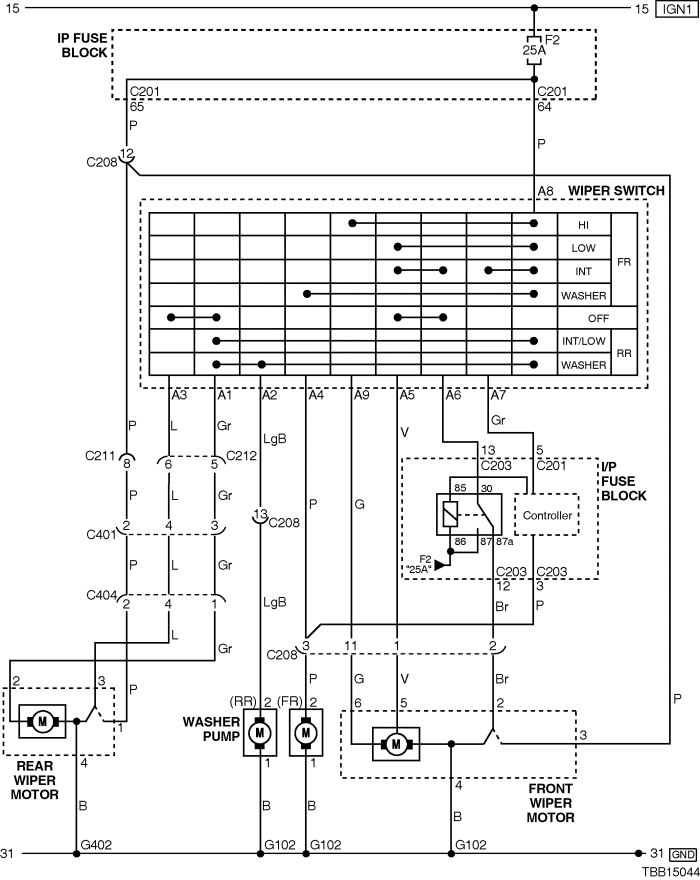 15
15 IGN1
IP FUSE
BLOCK
F2
25A
C201
65
C201
64
P
P
12
C208
A8 WIPER SWITCH
HI
LOW
INT
FR
WASHER
OFF
INT/LOW
RR
WASHER
A3 A1 A2 A4 A9 A5 A6 A7
P L Gr LgB V Gr
13 5
C203 C201
I/P
FUSE
BLOCK
C211 8 6 5 C212
85 30
Controller
P L Gr P G
13
C208
86 87 87a
F2
"25A"
C401 2 4 3
P L Gr
C203 C203
12 3
C404 2 4 1
LgB Br P
L Gr
C208 3 11 1 2
P P G V Br P
2 3 (RR) 2 (FR) 2 6 5 2
M
1
WASHER
PUMP
M M
M
3
4
1 1
REAR
WIPER
MOTOR
4
FRONT
WIPER
MOTOR
B B B B
31 G402 G102 G102 G102 31 GND
TBB15044